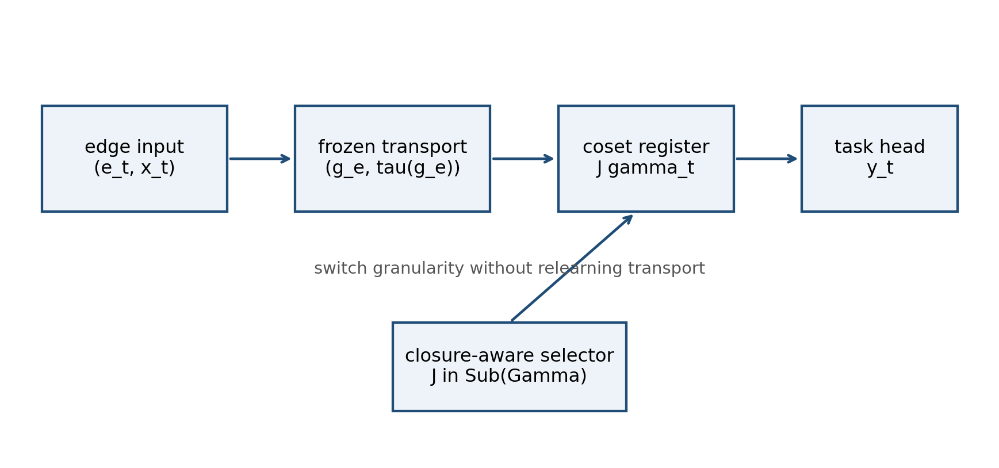 edge input
(e_t, x_t)
frozen transport
(g_e, tau(g_e))
coset register
J gamma_t
task head
y_t
switch granularity without relearning transport
closure-aware selector
J in Sub(Gamma)